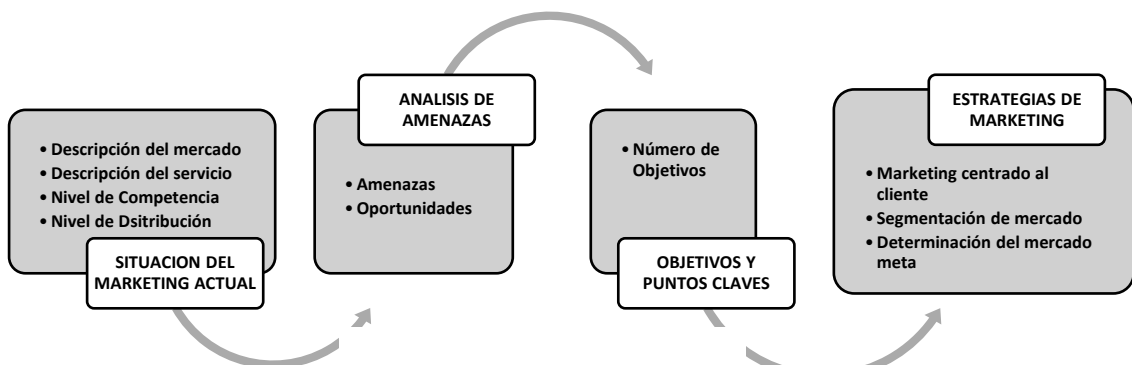 • Descripción del mercado
• Descripción del servicio
• Nivel de Competencia
• Nivel de Dsitribución
SITUACION DEL
MARKETING ACTUAL
ANALISIS DE
AMENAZAS
• Amenazas
• Oportunidades
• Número de
Objetivos
OBJETIVOS Y
PUNTOS CLAVES
ESTRATEGIAS DE
MARKETING
• Marketing centrado al
cliente
• Segmentación de mercado
• Determinación del mercado
meta